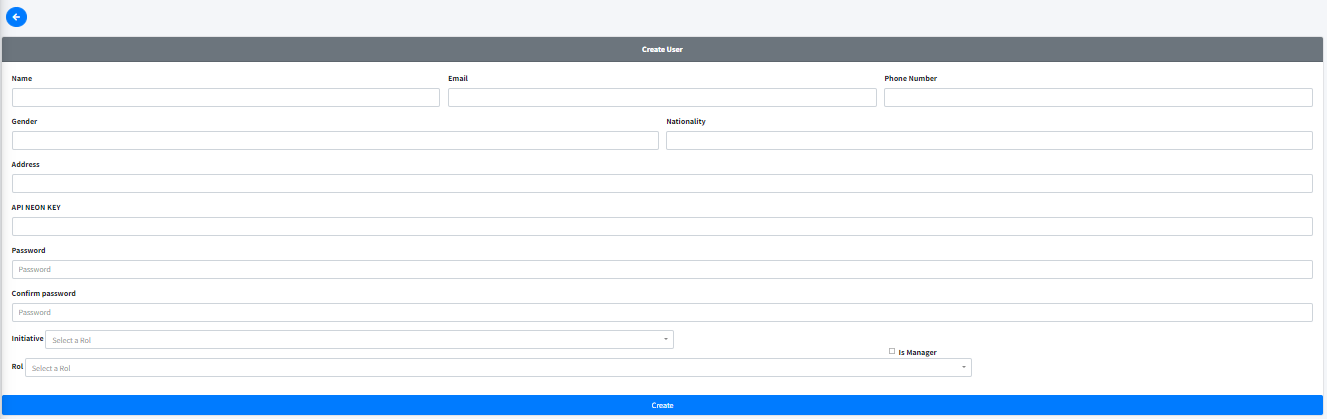 Create User
Name Email Phone Number
Gender Nationality
Address
API NEON KEY
Password
Password
Confirm password
Password
Initiative Select a Rol
Is Manager
Rol Select a Rol
Create